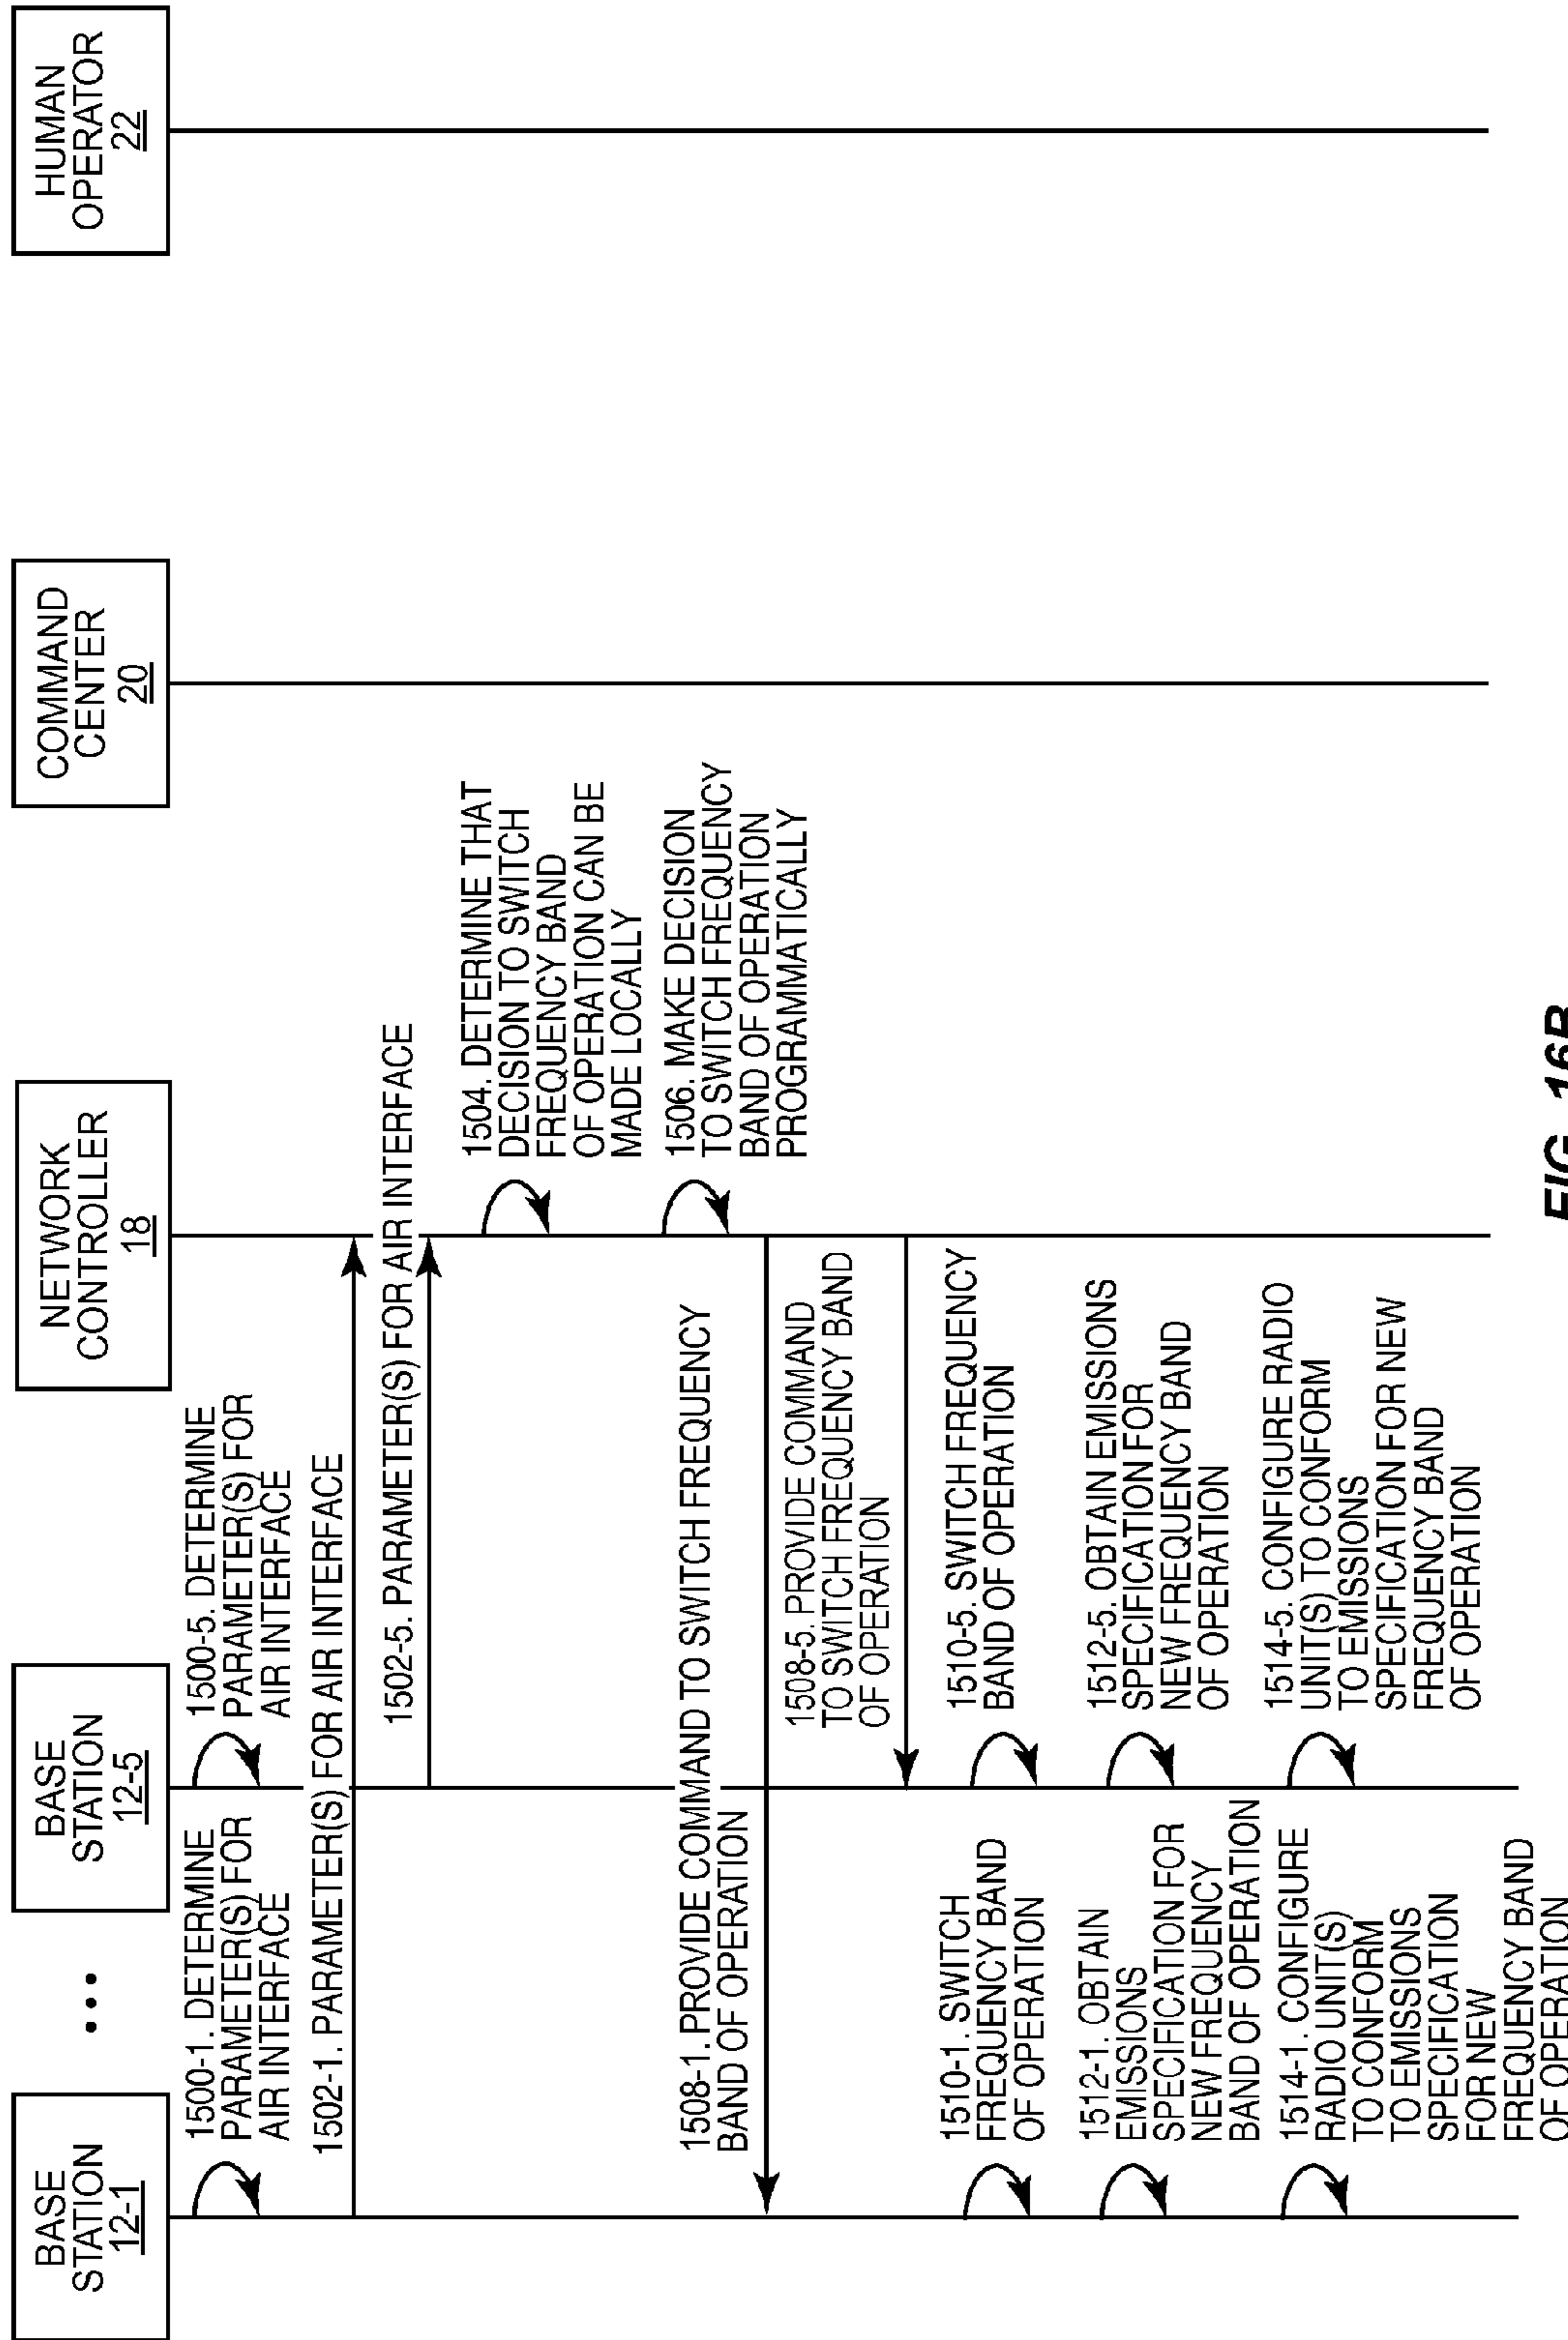 BASE
STATION
12-1
...
BASE
STATION
12-5
NETWORK
CONTROLLER
18
COMMAND
CENTER
20
HUMAN
OPERATOR
22
1500-1. DETERMINE
PARAMETER(S) FOR
AIR INTERFACE
1500-5. DETERMINE
PARAMETER(S) FOR
AIR INTERFACE
1502-1. PARAMETER(S) FOR AIR INTERFACE
1502-5. PARAMETER(S) FOR AIR INTERFACE
1504. DETERMINE THAT
DECISION TO SWITCH
FREQUENCY BAND
OF OPERATION CAN BE
MADE LOCALLY
1506. MAKE DECISION
TO SWITCH FREQUENCY
BAND OF OPERATION
PROGRAMMATICALLY
1508-1. PROVIDE COMMAND TO SWITCH FREQUENCY
BAND OF OPERATION
1508-5. PROVIDE COMMAND
TO SWITCH FREQUENCY BAND
OF OPERATION
1510-1. SWITCH
FREQUENCY BAND
OF OPERATION
1510-5. SWITCH FREQUENCY
BAND OF OPERATION
1512-1. OBTAIN
EMISSIONS
SPECIFICATION FOR
NEW FREQUENCY
BAND OF OPERATION
1512-5. OBTAIN EMISSIONS
SPECIFICATION FOR
NEW FREQUENCY BAND
OF OPERATION
1514-1. CONFIGURE
RADIO UNIT(S)
TO CONFORM
TO EMISSIONS
SPECIFICATION
FOR NEW
FREQUENCY BAND
OF OPERATION
1514-5. CONFIGURE RADIO
UNIT(S) TO CONFORM
TO EMISSIONS
SPECIFICATION FOR NEW
FREQUENCY BAND
OF OPERATION
FIG. 16B